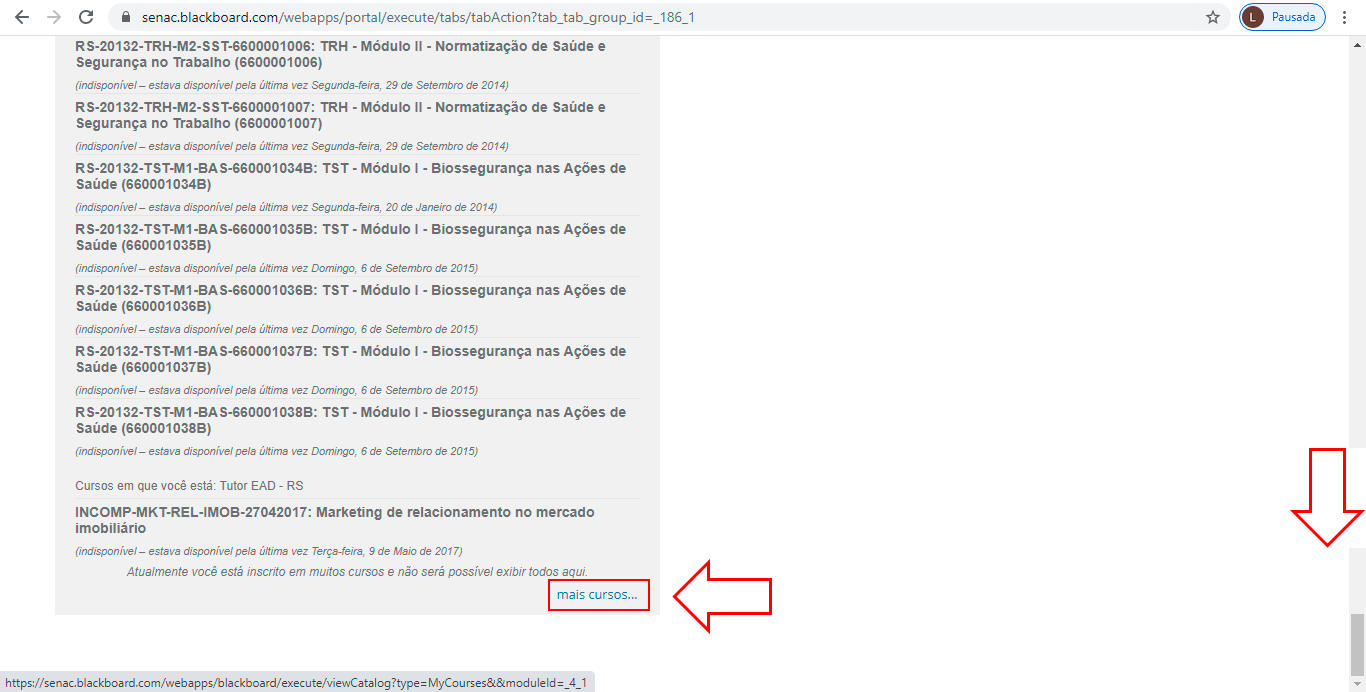 senac.blackboard.com/webapps/portal/execute/tabs/tabAction?tab_tab_group_id=_186_1
L
Pausada
RS-20132-TRH-M2-SST-6600001006: TRH - Módulo II - Normatização de Saúde e
Segurança no Trabalho (6600001006)
(indisponível – estava disponível pela última vez Segunda-feira, 29 de Setembro de 2014)
RS-20132-TRH-M2-SST-6600001007: TRH - Módulo II - Normatização de Saúde e
Segurança no Trabalho (6600001007)
(indisponível – estava disponível pela última vez Segunda-feira, 29 de Setembro de 2014)
RS-20132-TST-M1-BAS-660001034B: TST - Módulo I - Biossegurança nas Ações de
Saúde (660001034B)
(indisponível – estava disponível pela última vez Segunda-feira, 20 de Janeiro de 2014)
RS-20132-TST-M1-BAS-660001035B: TST - Módulo I - Biossegurança nas Ações de
Saúde (660001035B)
(indisponível – estava disponível pela última vez Domingo, 6 de Setembro de 2015)
RS-20132-TST-M1-BAS-660001036B: TST - Módulo I - Biossegurança nas Ações de
Saúde (660001036B)
(indisponível – estava disponível pela última vez Domingo, 6 de Setembro de 2015)
RS-20132-TST-M1-BAS-660001037B: TST - Módulo I - Biossegurança nas Ações de
Saúde (660001037B)
(indisponível – estava disponível pela última vez Domingo, 6 de Setembro de 2015)
RS-20132-TST-M1-BAS-660001038B: TST - Módulo I - Biossegurança nas Ações de
Saúde (660001038B)
(indisponível – estava disponível pela última vez Domingo, 6 de Setembro de 2015)
Cursos em que você está: Tutor EAD - RS
INCOMP-MKT-REL-IMOB-27042017: Marketing de relacionamento no mercado
imobiliário
(indisponível – estava disponível pela última vez Terça-feira, 9 de Maio de 2017)
Atualmente você está inscrito em muitos cursos e não será possível exibir todos aqui.
mais cursos...
https://senac.blackboard.com/webapps/blackboard/execute/viewCatalog?type=MyCourses&&moduleId=_4_1